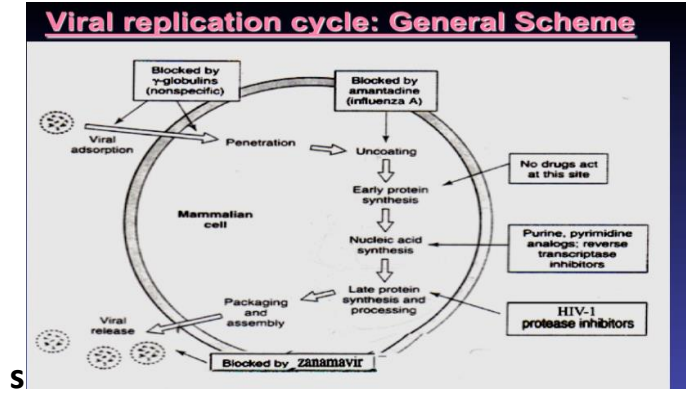 Viral replication cycle: General Scheme
Blocked by
γ-globulins
(nonspecific)
Blocked by
amantadine
(influenza A)
Viral
adsorption
Penetration
Uncoating
No drugs act
at this site
Early protein
synthesis
Mammalian
cell
Nucleic acid
synthesis
Purine, pyrimidine
analogs; reverse
transcriptase
inhibitors
Late protein
synthesis and
processing
HIV-1
protease inhibitors
Packaging
and
assembly
Viral
release
Blocked by zanamavir
S